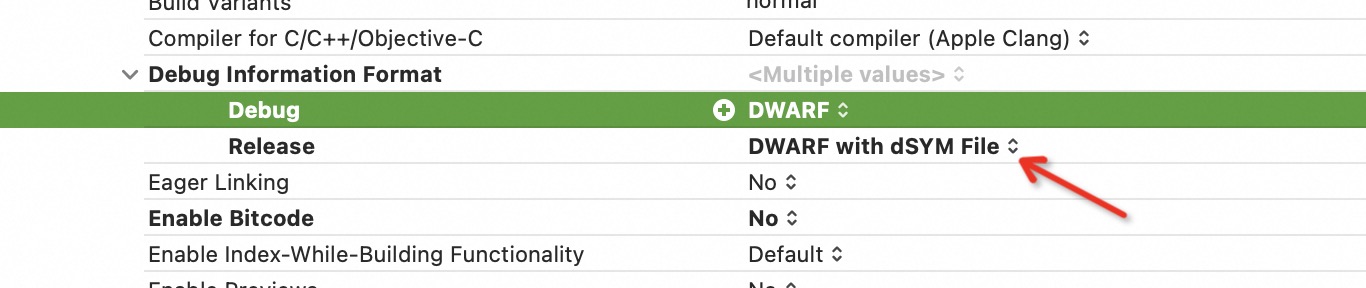 Build Variants normal
Compiler for C/C++/Objective-C Default compiler (Apple Clang)
Debug Information Format <Multiple values>
Debug DWARF
Release DWARF with dSYM File
Eager Linking No
Enable Bitcode No
Enable Index-While-Building Functionality Default
Enable Previews No